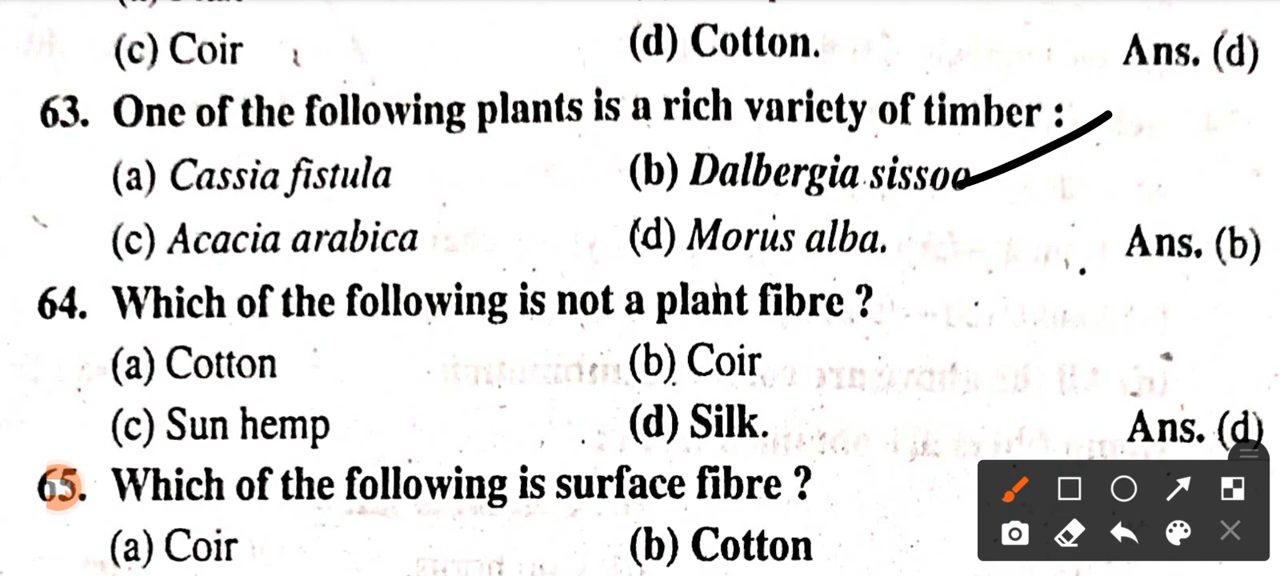 (c) Coir (d) Cotton. Ans. (d)
63. One of the following plants is a rich variety of timber :
(a) Cassia fistula (b) Dalbergia sissoo
(c) Acacia arabica (d) Morus alba. Ans. (b)
64. Which of the following is not a plant fibre ?
(a) Cotton (b) Coir
(c) Sun hemp (d) Silk. Ans. (d)
65. Which of the following is surface fibre ?
(a) Coir (b) Cotton